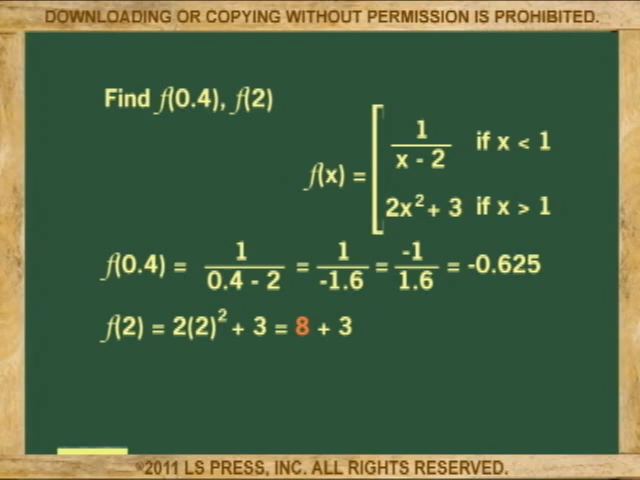 DOWNLOADING OR COPYING WITHOUT PERMISSION IS PROHIBITED.
Find f(0.4), f(2)
f(x) = [ 1 / (x - 2) if x < 1
2x² + 3 if x > 1
f(0.4) = 1 / (0.4 - 2) = 1 / -1.6 = -1 / 1.6 = -0.625
f(2) = 2(2)² + 3 = 8 + 3
©2011 LS PRESS, INC. ALL RIGHTS RESERVED.